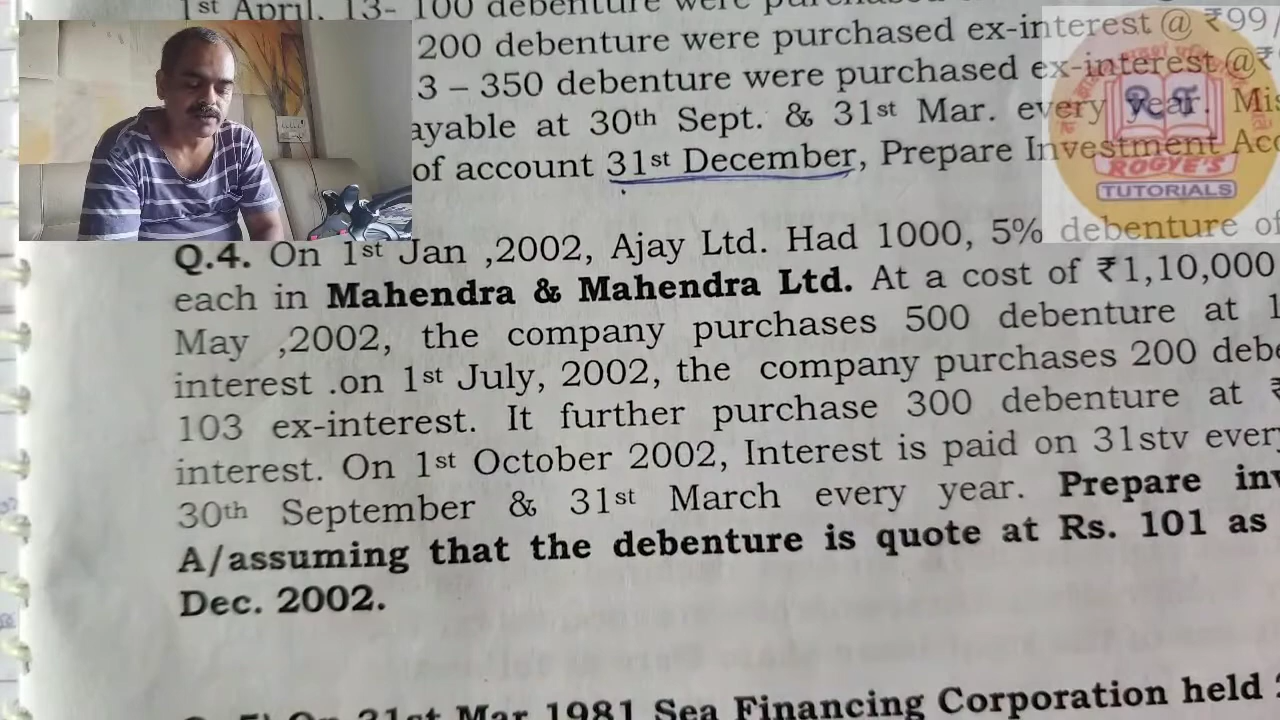 1st April, 13- 100 debenture were
200 debenture were purchased ex-interest @ ₹99/
3 – 350 debenture were purchased ex-interest @₹
ayable at 30th Sept. & 31st Mar. every year.
of account 31st December, Prepare Investment Acc
Q.4. On 1st Jan ,2002, Ajay Ltd. Had 1000, 5% debenture of
each in Mahendra & Mahendra Ltd. At a cost of ₹1,10,000
May ,2002, the company purchases 500 debenture at 1
interest .on 1st July, 2002, the company purchases 200 debe
103 ex-interest. It further purchase 300 debenture at ₹
interest. On 1st October 2002, Interest is paid on 31stv ever
30th September & 31st March every year. Prepare inv
A/assuming that the debenture is quote at Rs. 101 as
Dec. 2002.
On 31st Mar 1981 Sea Financing Corporation held
R T
ROGYE'S
TUTORIALS